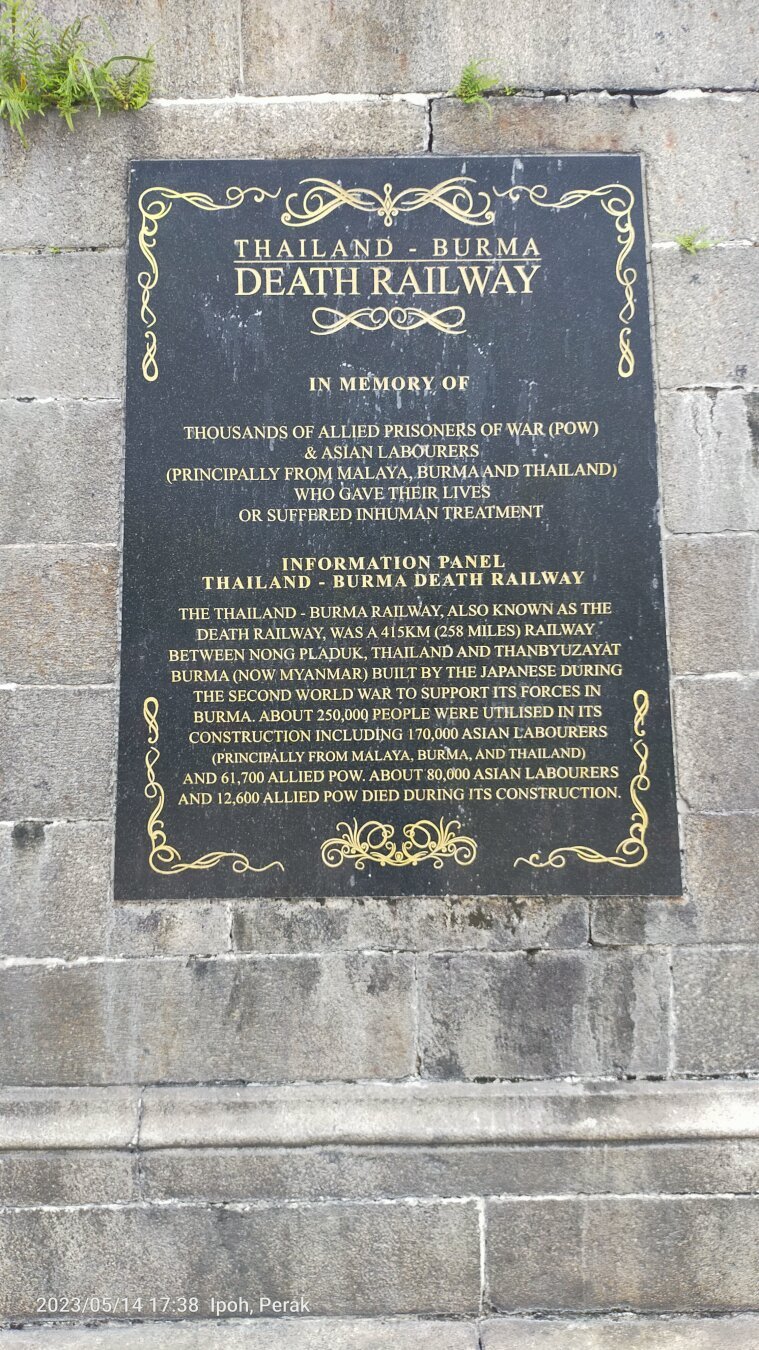 THAILAND - BURMA
DEATH RAILWAY
IN MEMORY OF
THOUSANDS OF ALLIED PRISONERS OF WAR (POW)
& ASIAN LABOURERS
(PRINCIPALLY FROM MALAYA, BURMA AND THAILAND)
WHO GAVE THEIR LIVES
OR SUFFERED INHUMAN TREATMENT
INFORMATION PANEL
THAILAND - BURMA DEATH RAILWAY
THE THAILAND - BURMA RAILWAY, ALSO KNOWN AS THE
DEATH RAILWAY, WAS A 415KM (258 MILES) RAILWAY
BETWEEN NONG PLADUK, THAILAND AND THANBYUZAYAT
BURMA (NOW MYANMAR) BUILT BY THE JAPANESE DURING
THE SECOND WORLD WAR TO SUPPORT ITS FORCES IN
BURMA. ABOUT 250,000 PEOPLE WERE UTILISED IN ITS
CONSTRUCTION INCLUDING 170,000 ASIAN LABOURERS
(PRINCIPALLY FROM MALAYA, BURMA, AND THAILAND)
AND 61,700 ALLIED POW. ABOUT 80,000 ASIAN LABOURERS
AND 12,600 ALLIED POW DIED DURING ITS CONSTRUCTION.
2023/05/14 17:38 Ipoh, Perak